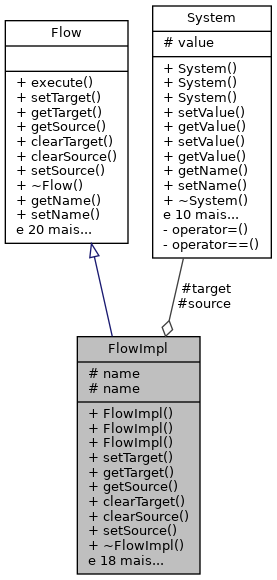 Flow
+ execute()
+ setTarget()
+ getTarget()
+ getSource()
+ clearTarget()
+ clearSource()
+ setSource()
+ ~Flow()
+ getName()
+ setName()
e 20 mais...
System
# value
+ System()
+ System()
+ System()
+ setValue()
+ getValue()
+ setValue()
+ getValue()
+ getName()
+ setName()
+ ~System()
e 10 mais...
- operator=()
- operator==()
#target
#source
FlowImpl
# name
# name
+ FlowImpl()
+ FlowImpl()
+ FlowImpl()
+ setTarget()
+ getTarget()
+ getSource()
+ clearTarget()
+ clearSource()
+ setSource()
+ ~FlowImpl()
e 18 mais...